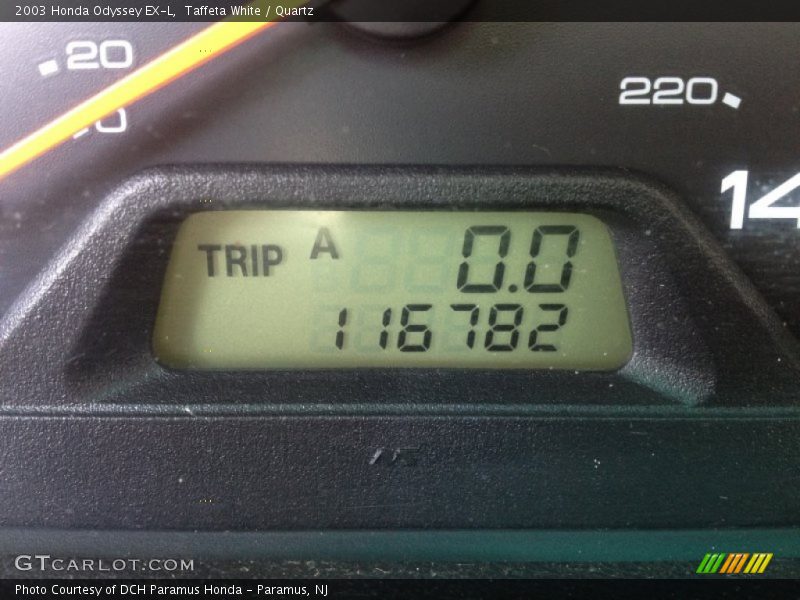 2003 Honda Odyssey EX-L, Taffeta White / Quartz
20
0
220
14
TRIP A 0.0
116782
GTCARLOT.COM
Photo Courtesy of DCH Paramus Honda - Paramus, NJ